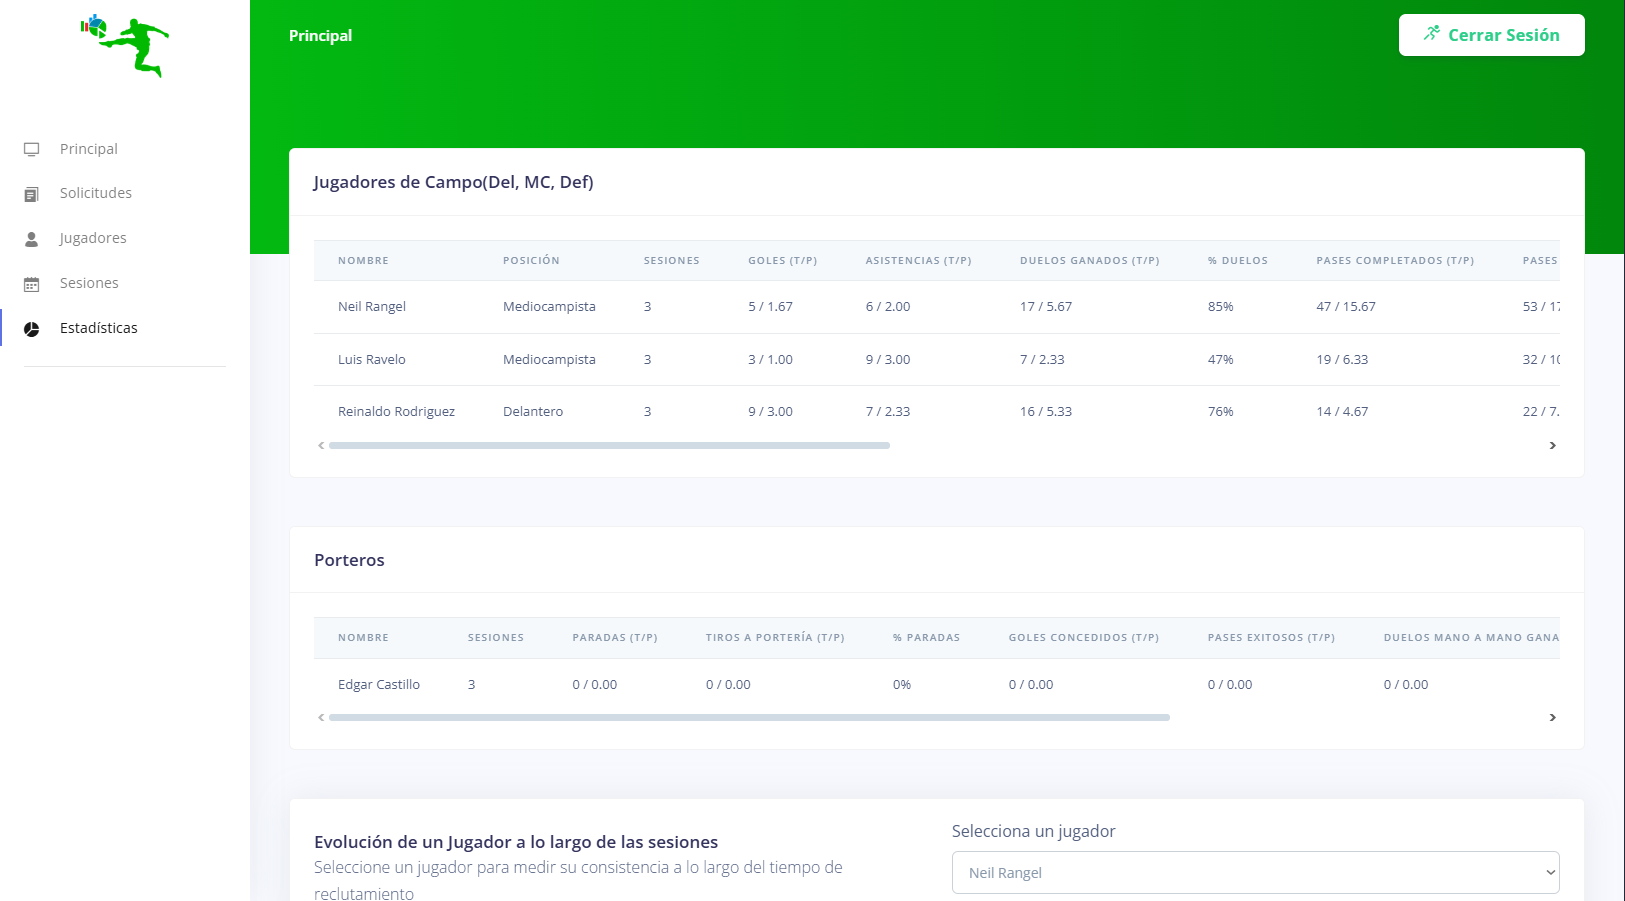 Principal
Cerrar Sesión
Principal
Solicitudes
Jugadores
Sesiones
Estadísticas
Jugadores de Campo(Del, MC, Def)
NOMBRE POSICIÓN SESIONES GOLES (T/P) ASISTENCIAS (T/P) DUELOS GANADOS (T/P) % DUELOS PASES COMPLETADOS (T/P) PASES
Neil Rangel Mediocampista 3 5 / 1.67 6 / 2.00 17 / 5.67 85% 47 / 15.67 53 / 17
Luis Ravelo Mediocampista 3 3 / 1.00 9 / 3.00 7 / 2.33 47% 19 / 6.33 32 / 10
Reinaldo Rodriguez Delantero 3 9 / 3.00 7 / 2.33 16 / 5.33 76% 14 / 4.67 22 / 7.
Porteros
NOMBRE SESIONES PARADAS (T/P) TIROS A PORTERÍA (T/P) % PARADAS GOLES CONCEDIDOS (T/P) PASES EXITOSOS (T/P) DUELOS MANO A MANO GANA
Edgar Castillo 3 0 / 0.00 0 / 0.00 0% 0 / 0.00 0 / 0.00 0 / 0.00
Evolución de un Jugador a lo largo de las sesiones
Seleccione un jugador para medir su consistencia a lo largo del tiempo de
reclutamiento
Selecciona un jugador
Neil Rangel